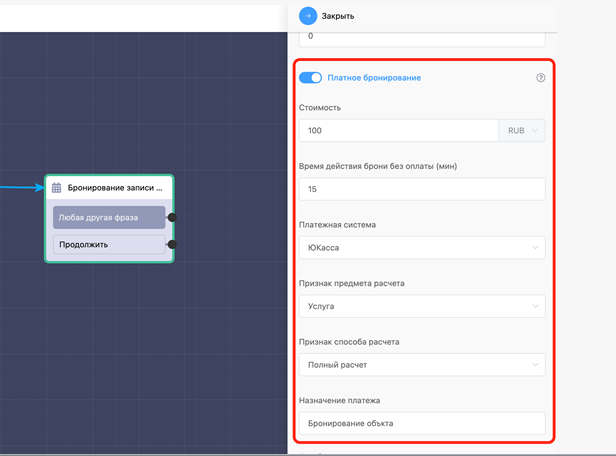 Закрыть
0
Платное бронирование
Стоимость
100
RUB
Время действия брони без оплаты (мин)
15
Платежная система
ЮКасса
Признак предмета расчета
Услуга
Признак способа расчета
Полный расчет
Назначение платежа
Бронирование объкта
Бронирование записи ...
Любая другая фраза
Продолжить